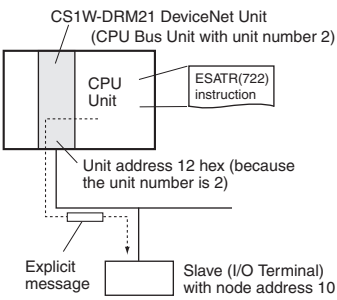 CS1W-DRM21 DeviceNet Unit
(CPU Bus Unit with unit number 2)
CPU
Unit
ESATR(722)
instruction
Unit address 12 hex (because
the unit number is 2)
Explicit
message
Slave (I/O Terminal)
with node address 10